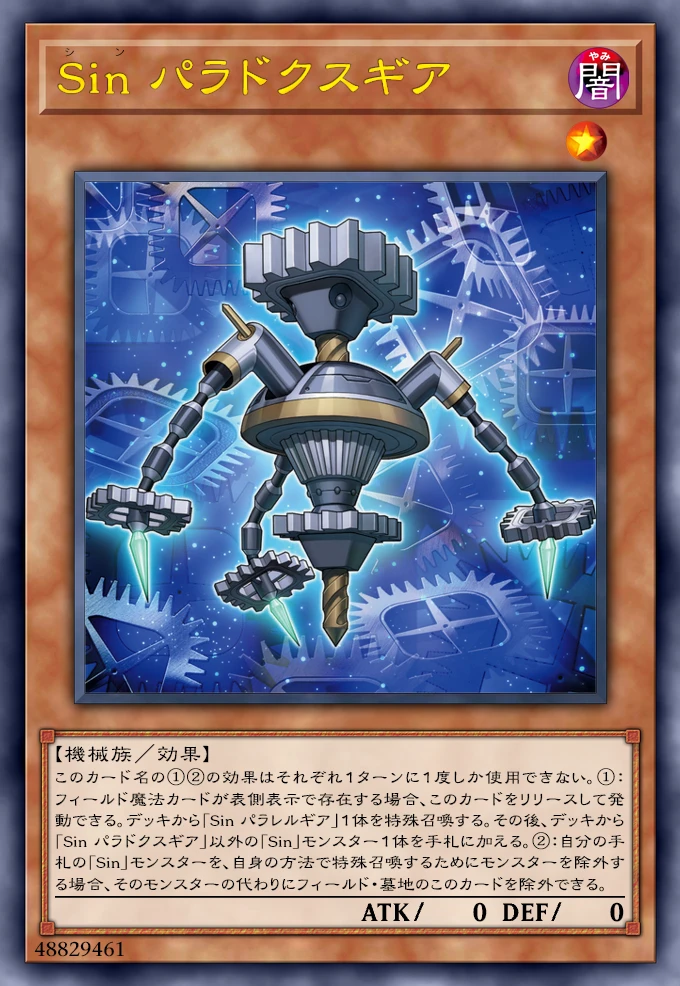 シン
Sin パラドクスギア
やみ
闇
【機械族／効果】
このカード名の①②の効果はそれぞれ１ターンに１度しか使用できない。①：
フィールド魔法カードが表側表示で存在する場合、このカードをリリースして発
動できる。デッキから「Sin パラレルギア」１体を特殊召喚する。その後、デッキから
「Sin パラドクスギア」以外の「Sin」モンスター１体を手札に加える。②：自分の手
札の「Sin」モンスターを、自身の方法で特殊召喚するためにモンスターを除外す
る場合、そのモンスターの代わりにフィールド・墓地のこのカードを除外できる。
ATK/ 0 DEF/ 0
48829461